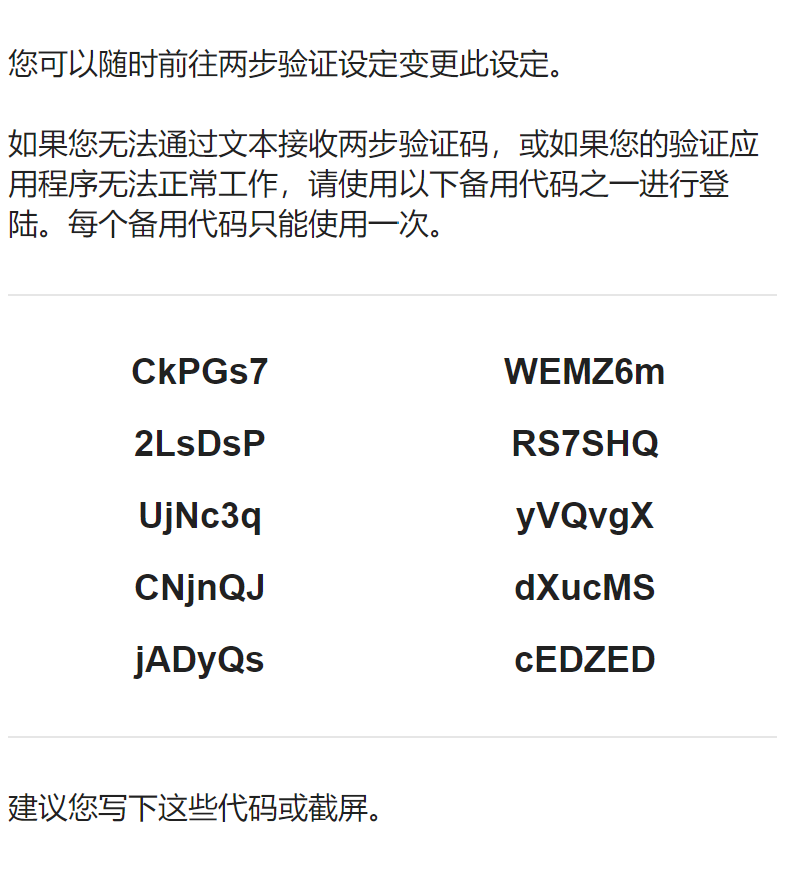 您可以随时前往两步验证设定变更此设定。
如果您无法通过文本接收两步验证码，或如果您的验证应
用程序无法正常工作，请使用以下备用代码之一进行登
陆。每个备用代码只能使用一次。
CkPGs7 WEMZ6m
2LsDsP RS7SHQ
UjNc3q yVQvgX
CNjnQJ dXucMS
jADyQs cEDZED
建议您写下这些代码或截屏。